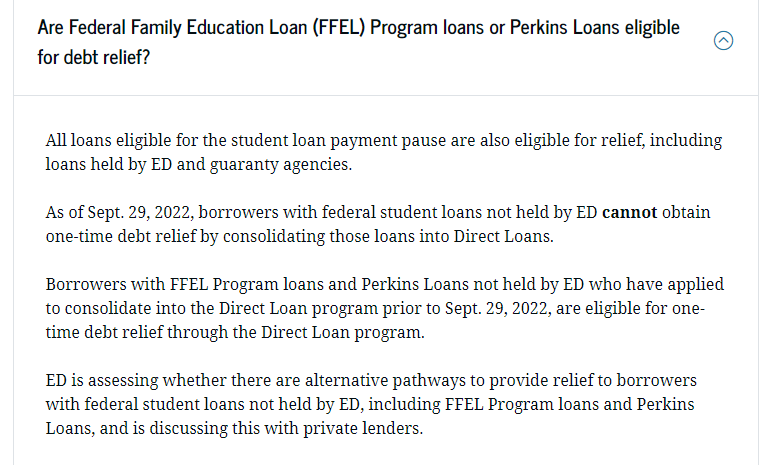 Are Federal Family Education Loan (FFEL) Program loans or Perkins Loans eligible
for debt relief?
All loans eligible for the student loan payment pause are also eligible for relief, including
loans held by ED and guaranty agencies.
As of Sept. 29, 2022, borrowers with federal student loans not held by ED cannot obtain
one-time debt relief by consolidating those loans into Direct Loans.
Borrowers with FFEL Program loans and Perkins Loans not held by ED who have applied
to consolidate into the Direct Loan program prior to Sept. 29, 2022, are eligible for one-
time debt relief through the Direct Loan program.
ED is assessing whether there are alternative pathways to provide relief to borrowers
with federal student loans not held by ED, including FFEL Program loans and Perkins
Loans, and is discussing this with private lenders.